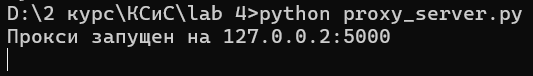 D:\2 курс\КСиС\lab 4>python proxy_server.py
Прокси запущен на 127.0.0.2:5000